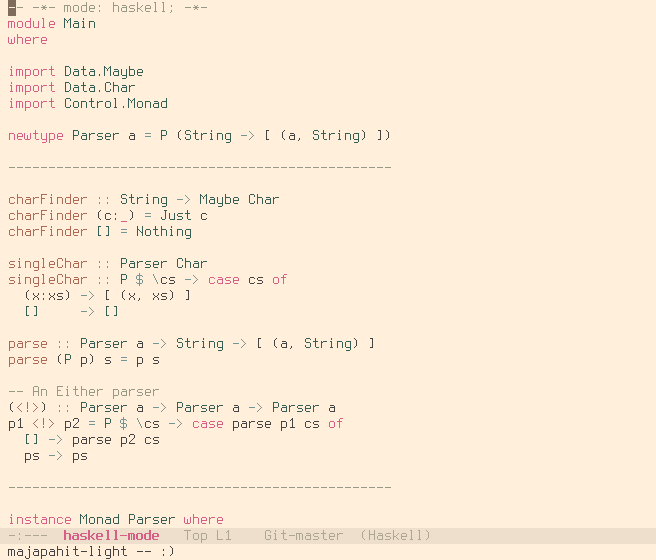 -- -*- mode: haskell; -*-
module Main
where
import Data.Maybe
import Data.Char
import Control.Monad
newtype Parser a = P (String -> [ (a, String) ])
------------------------------------------------
charFinder :: String -> Maybe Char
charFinder (c:_) = Just c
charFinder [] = Nothing
singleChar :: Parser Char
singleChar :: P $ \cs -> case cs of
  (x:xs) -> [ (x, xs) ]
  []     -> []
parse :: Parser a -> String -> [ (a, String) ]
parse (P p) s = p s
-- An Either parser
(<!>) :: Parser a -> Parser a -> Parser a
p1 <!> p2 = P $ \cs -> case parse p1 cs of
  [] -> parse p2 cs
  ps -> ps
------------------------------------------------
instance Monad Parser where
-:---  haskell-mode   Top L1    Git-master  (Haskell)
majapahit-light -- :)